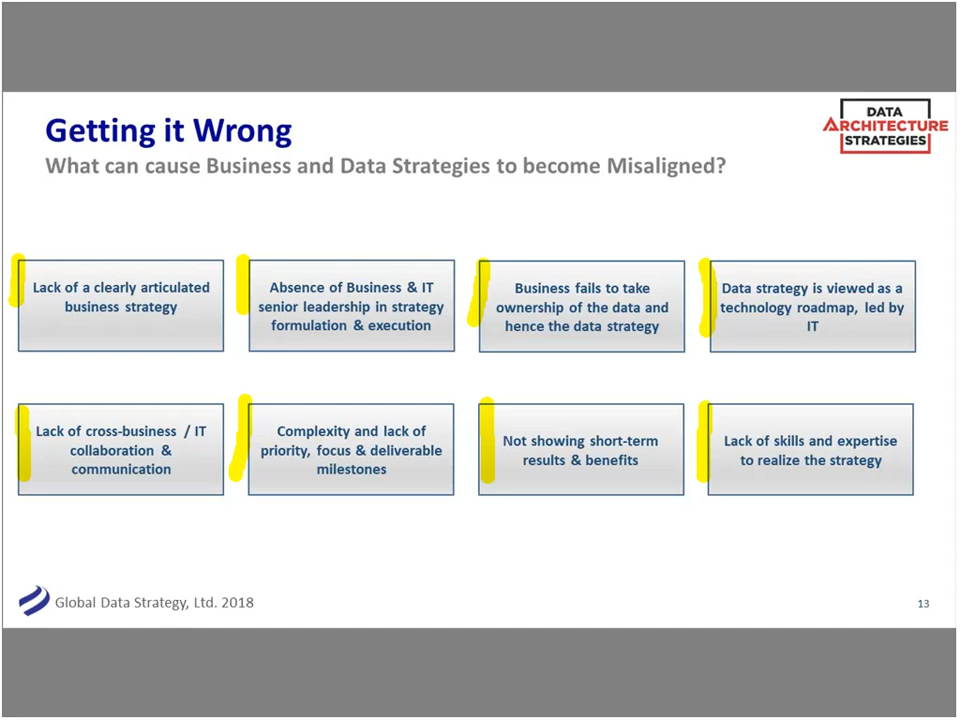 Getting it Wrong
What can cause Business and Data Strategies to become Misaligned?
DATA
ARCHITECTURE
STRATEGIES
Lack of a clearly articulated
business strategy
Absence of Business & IT
senior leadership in strategy
formulation & execution
Business fails to take
ownership of the data and
hence the data strategy
Data strategy is viewed as a
technology roadmap, led by
IT
Lack of cross-business / IT
collaboration &
communication
Complexity and lack of
priority, focus & deliverable
milestones
Not showing short-term
results & benefits
Lack of skills and expertise
to realize the strategy
Global Data Strategy, Ltd. 2018
13